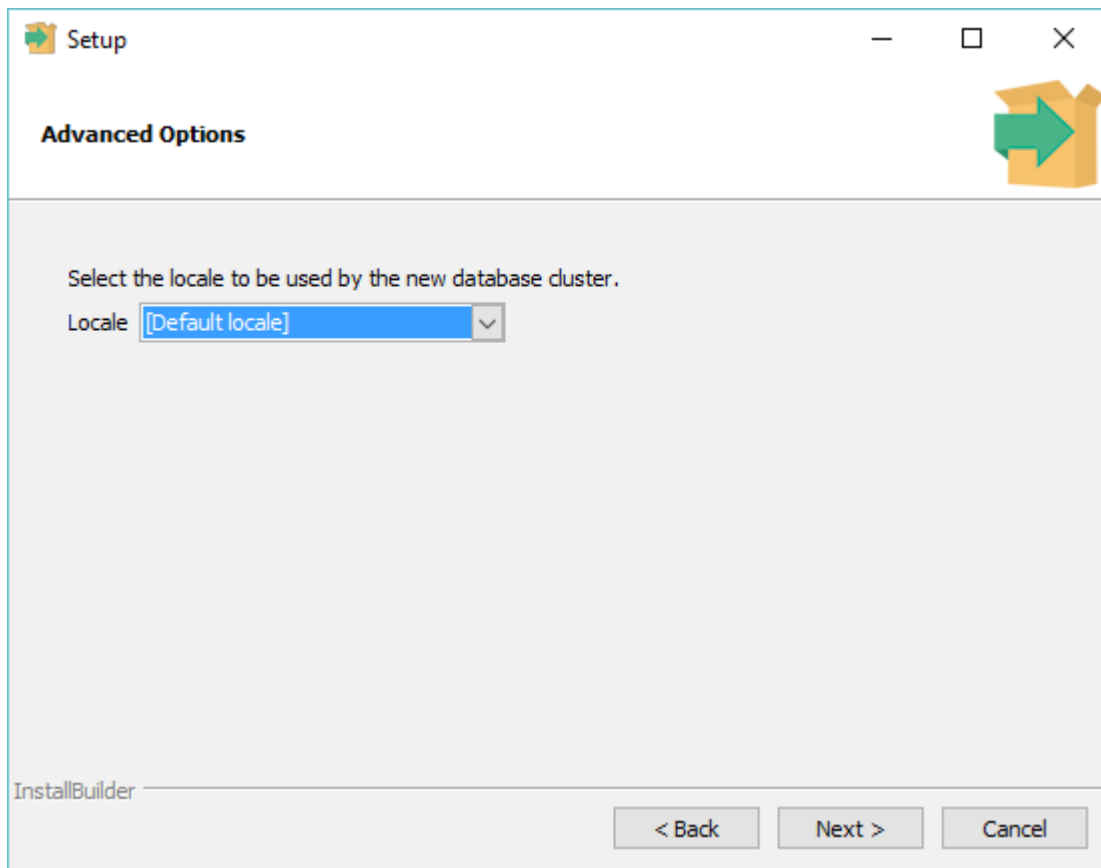 Setup
Advanced Options
Select the locale to be used by the new database cluster.
Locale [Default locale]
InstallBuilder
< Back Next > Cancel